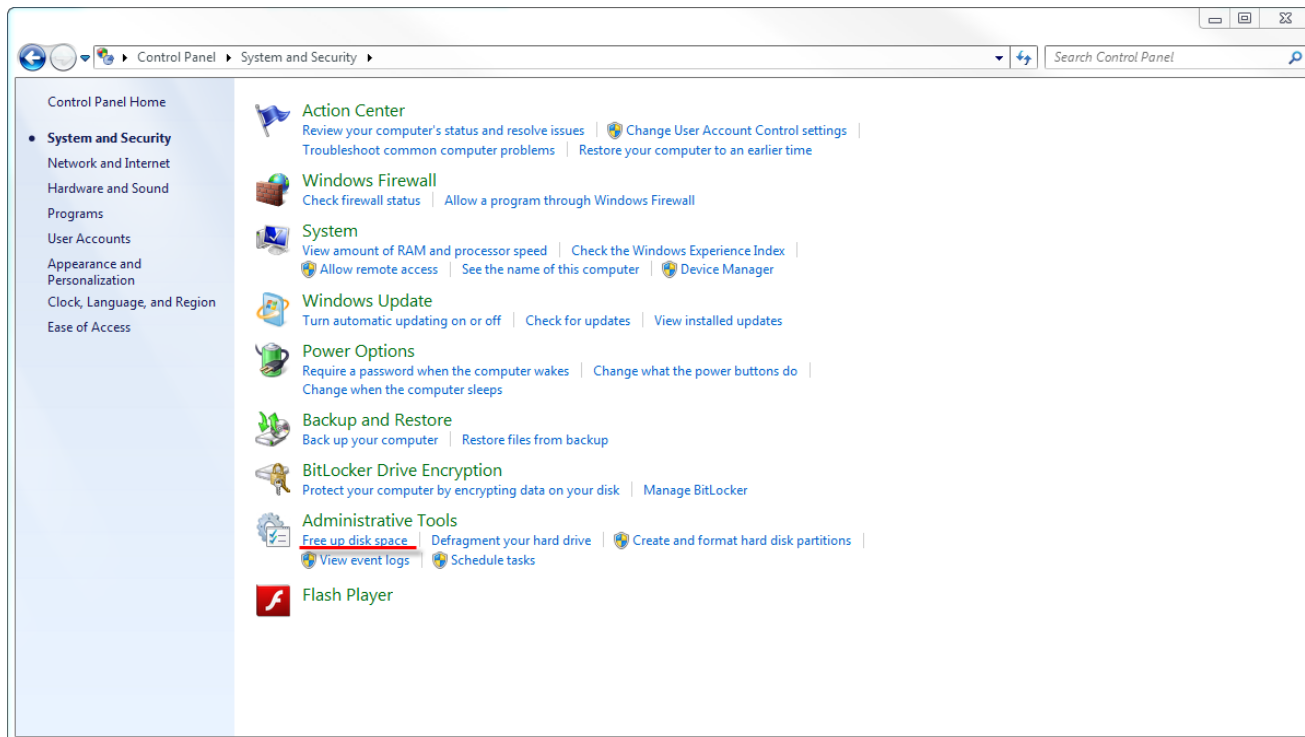 Control Panel System and Security Search Control Panel
Control Panel Home
System and Security
Network and Internet
Hardware and Sound
Programs
User Accounts
Appearance and
Personalization
Clock, Language, and Region
Ease of Access
Action Center
Review your computer's status and resolve issues Change User Account Control settings
Troubleshoot common computer problems Restore your computer to an earlier time
Windows Firewall
Check firewall status Allow a program through Windows Firewall
System
View amount of RAM and processor speed Check the Windows Experience Index
Allow remote access See the name of this computer Device Manager
Windows Update
Turn automatic updating on or off Check for updates View installed updates
Power Options
Require a password when the computer wakes Change what the power buttons do
Change when the computer sleeps
Backup and Restore
Back up your computer Restore files from backup
BitLocker Drive Encryption
Protect your computer by encrypting data on your disk Manage BitLocker
Administrative Tools
Free up disk space Defragment your hard drive Create and format hard disk partitions
View event logs Schedule tasks
Flash Player